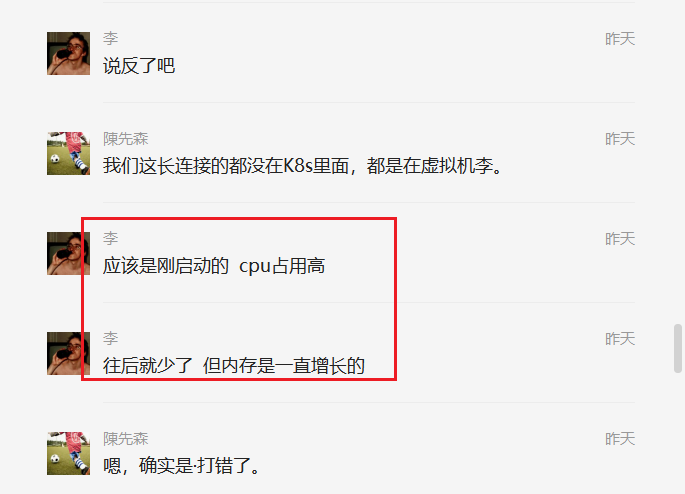 李 昨天
说反了吧
陳先森 昨天
我们这长连接的都没在K8s里面，都是在虚拟机李。
李 昨天
应该是刚启动的 cpu占用高
李 昨天
往后就少了 但内存是一直增长的
陳先森 昨天
嗯，确实是·打错了。